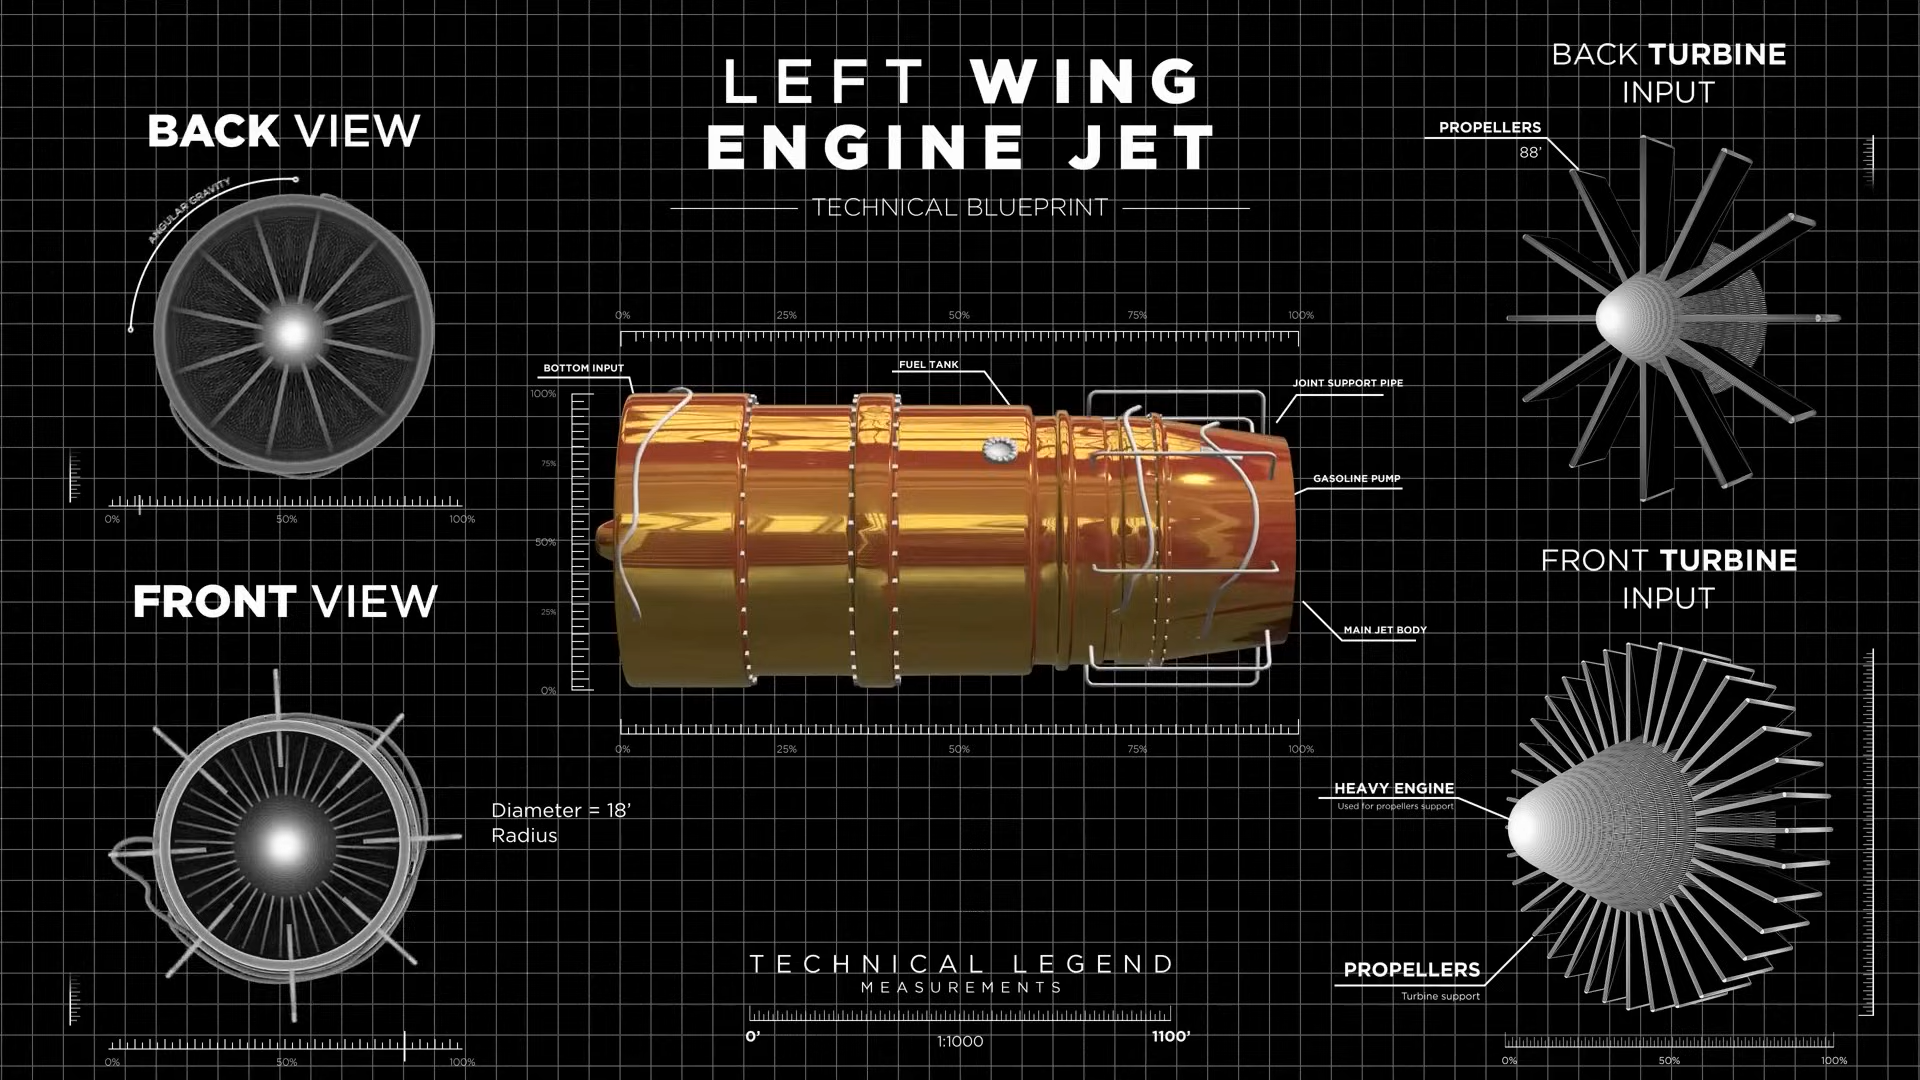 LEFT WING
ENGINE JET
TECHNICAL BLUEPRINT
BACK VIEW
ANGULAR GRAVITY
0%
50%
100%
FRONT VIEW
Diameter = 18'
Radius
0%
50%
100%
0%
25%
50%
75%
100%
BOTTOM INPUT
FUEL TANK
JOINT SUPPORT PIPE
GASOLINE PUMP
MAIN JET BODY
100%
75%
50%
25%
0%
0%
25%
50%
75%
100%
TECHNICAL LEGEND
MEASUREMENTS
0'
1:1000
1100'
BACK TURBINE
INPUT
PROPELLERS
88'
FRONT TURBINE
INPUT
HEAVY ENGINE
Used for propellers support
PROPELLERS
Turbine support
0%
50%
100%